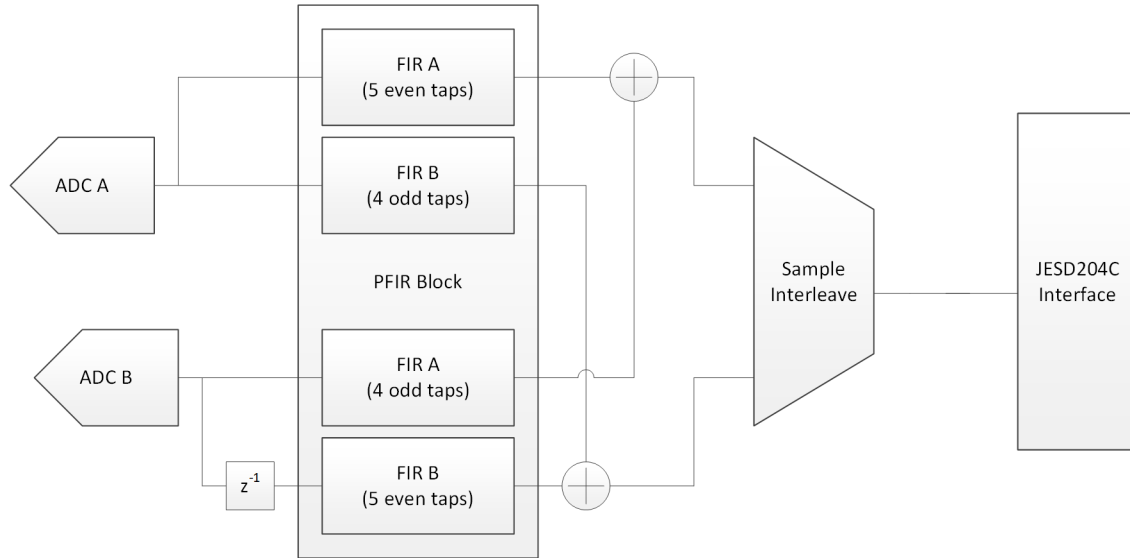 FIR A
(5 even taps)
ADC A
FIR B
(4 odd taps)
PFIR Block
Sample
Interleave
JESD204C
Interface
ADC B
FIR A
(4 odd taps)
z-1
FIR B
(5 even taps)